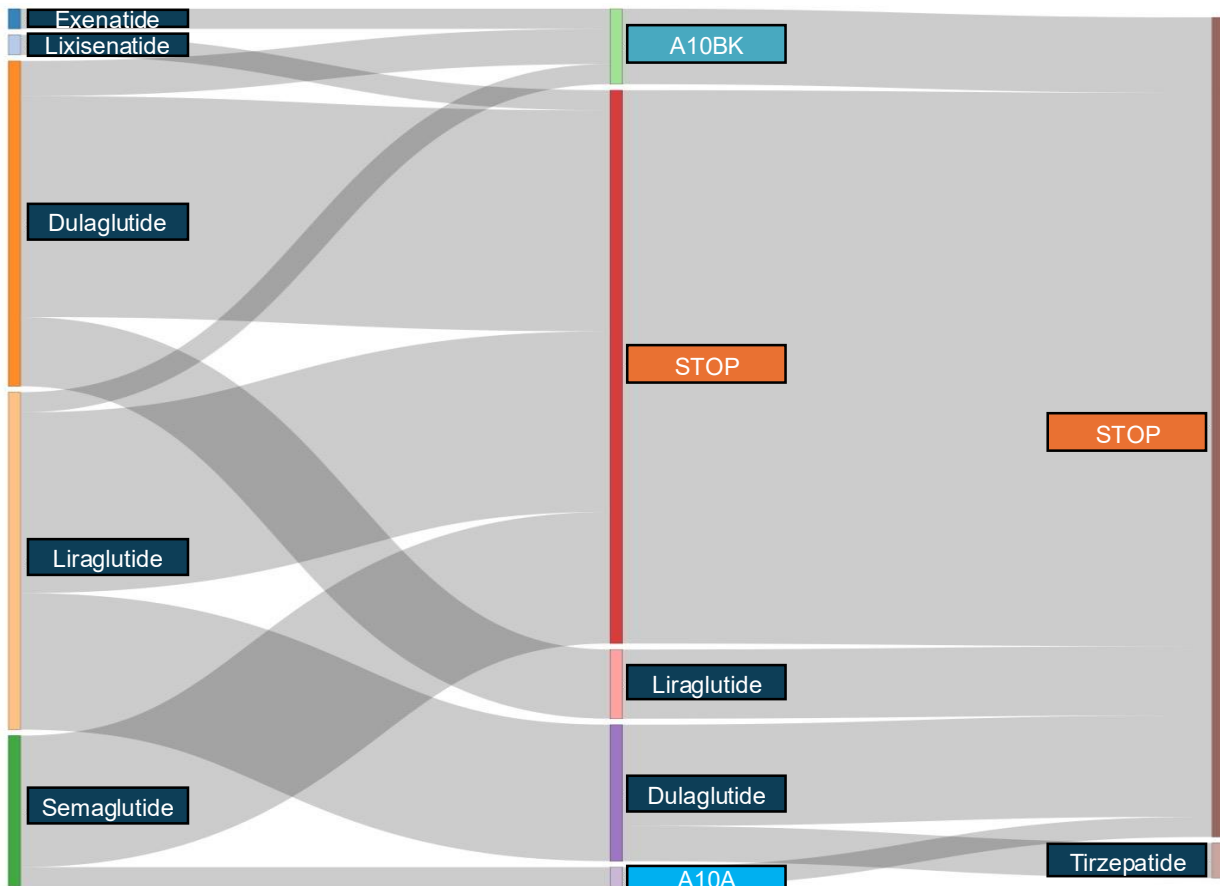 Exenatide
Lixisenatide
Dulaglutide
Liraglutide
Semaglutide
A10BK
STOP
Liraglutide
Dulaglutide
A10A
STOP
Tirzepatide